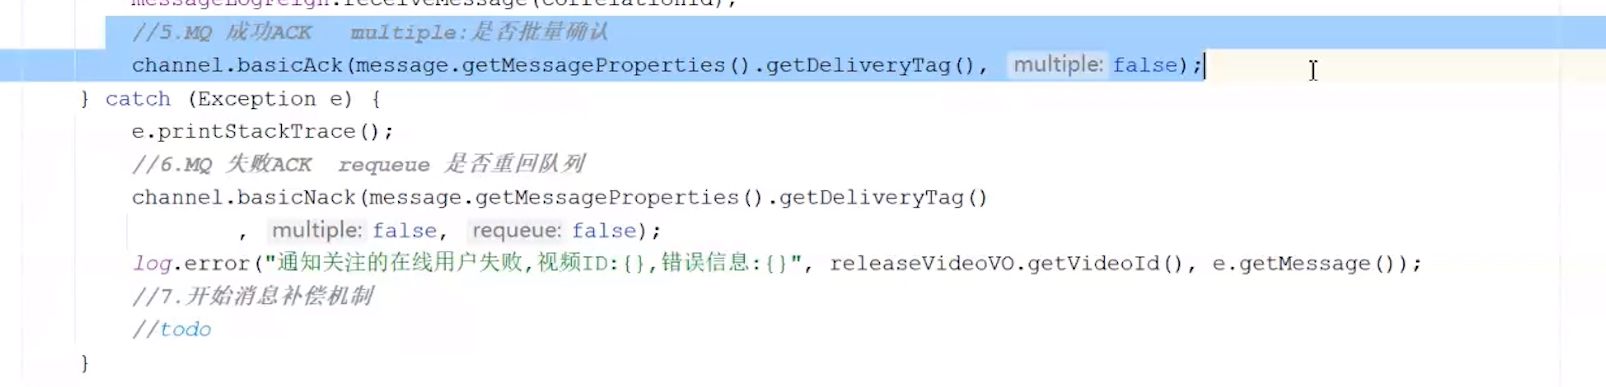 messageLogFeign.receiveMessage(correlationId);
//5.MQ 成功ACK   multiple:是否批量确认
channel.basicAck(message.getMessageProperties().getDeliveryTag(), multiple: false);
} catch (Exception e) {
e.printStackTrace();
//6.MQ 失败ACK  requeue 是否重回队列
channel.basicNack(message.getMessageProperties().getDeliveryTag()
, multiple: false, requeue: false);
log.error("通知关注的在线用户失败,视频ID:{},错误信息:{}", releaseVideoVO.getVideoId(), e.getMessage());
//7.开始消息补偿机制
//todo
}